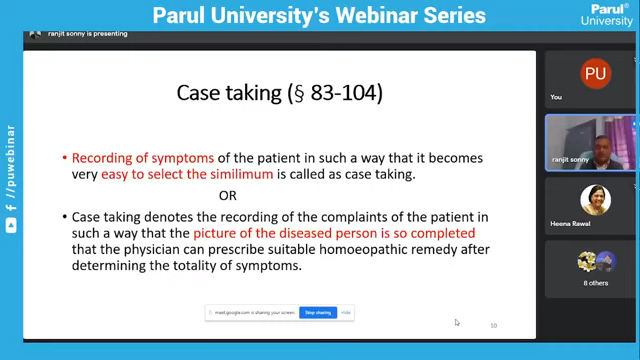 Parul University's Webinar Series
Parul®
University
ranjit sonny is presenting
Case taking (§ 83-104)
• Recording of symptoms of the patient in such a way that it becomes
very easy to select the similimum is called as case taking.
OR
• Case taking denotes the recording of the complaints of the patient in
such a way that the picture of the diseased person is so completed
that the physician can prescribe suitable homoeopathic remedy after
determining the totality of symptoms.
meet.google.com is sharing your screen.
Stop sharing
Hide
10
PU
You
ranjit sonny
Heena Rawal
8 others
/puwebinar